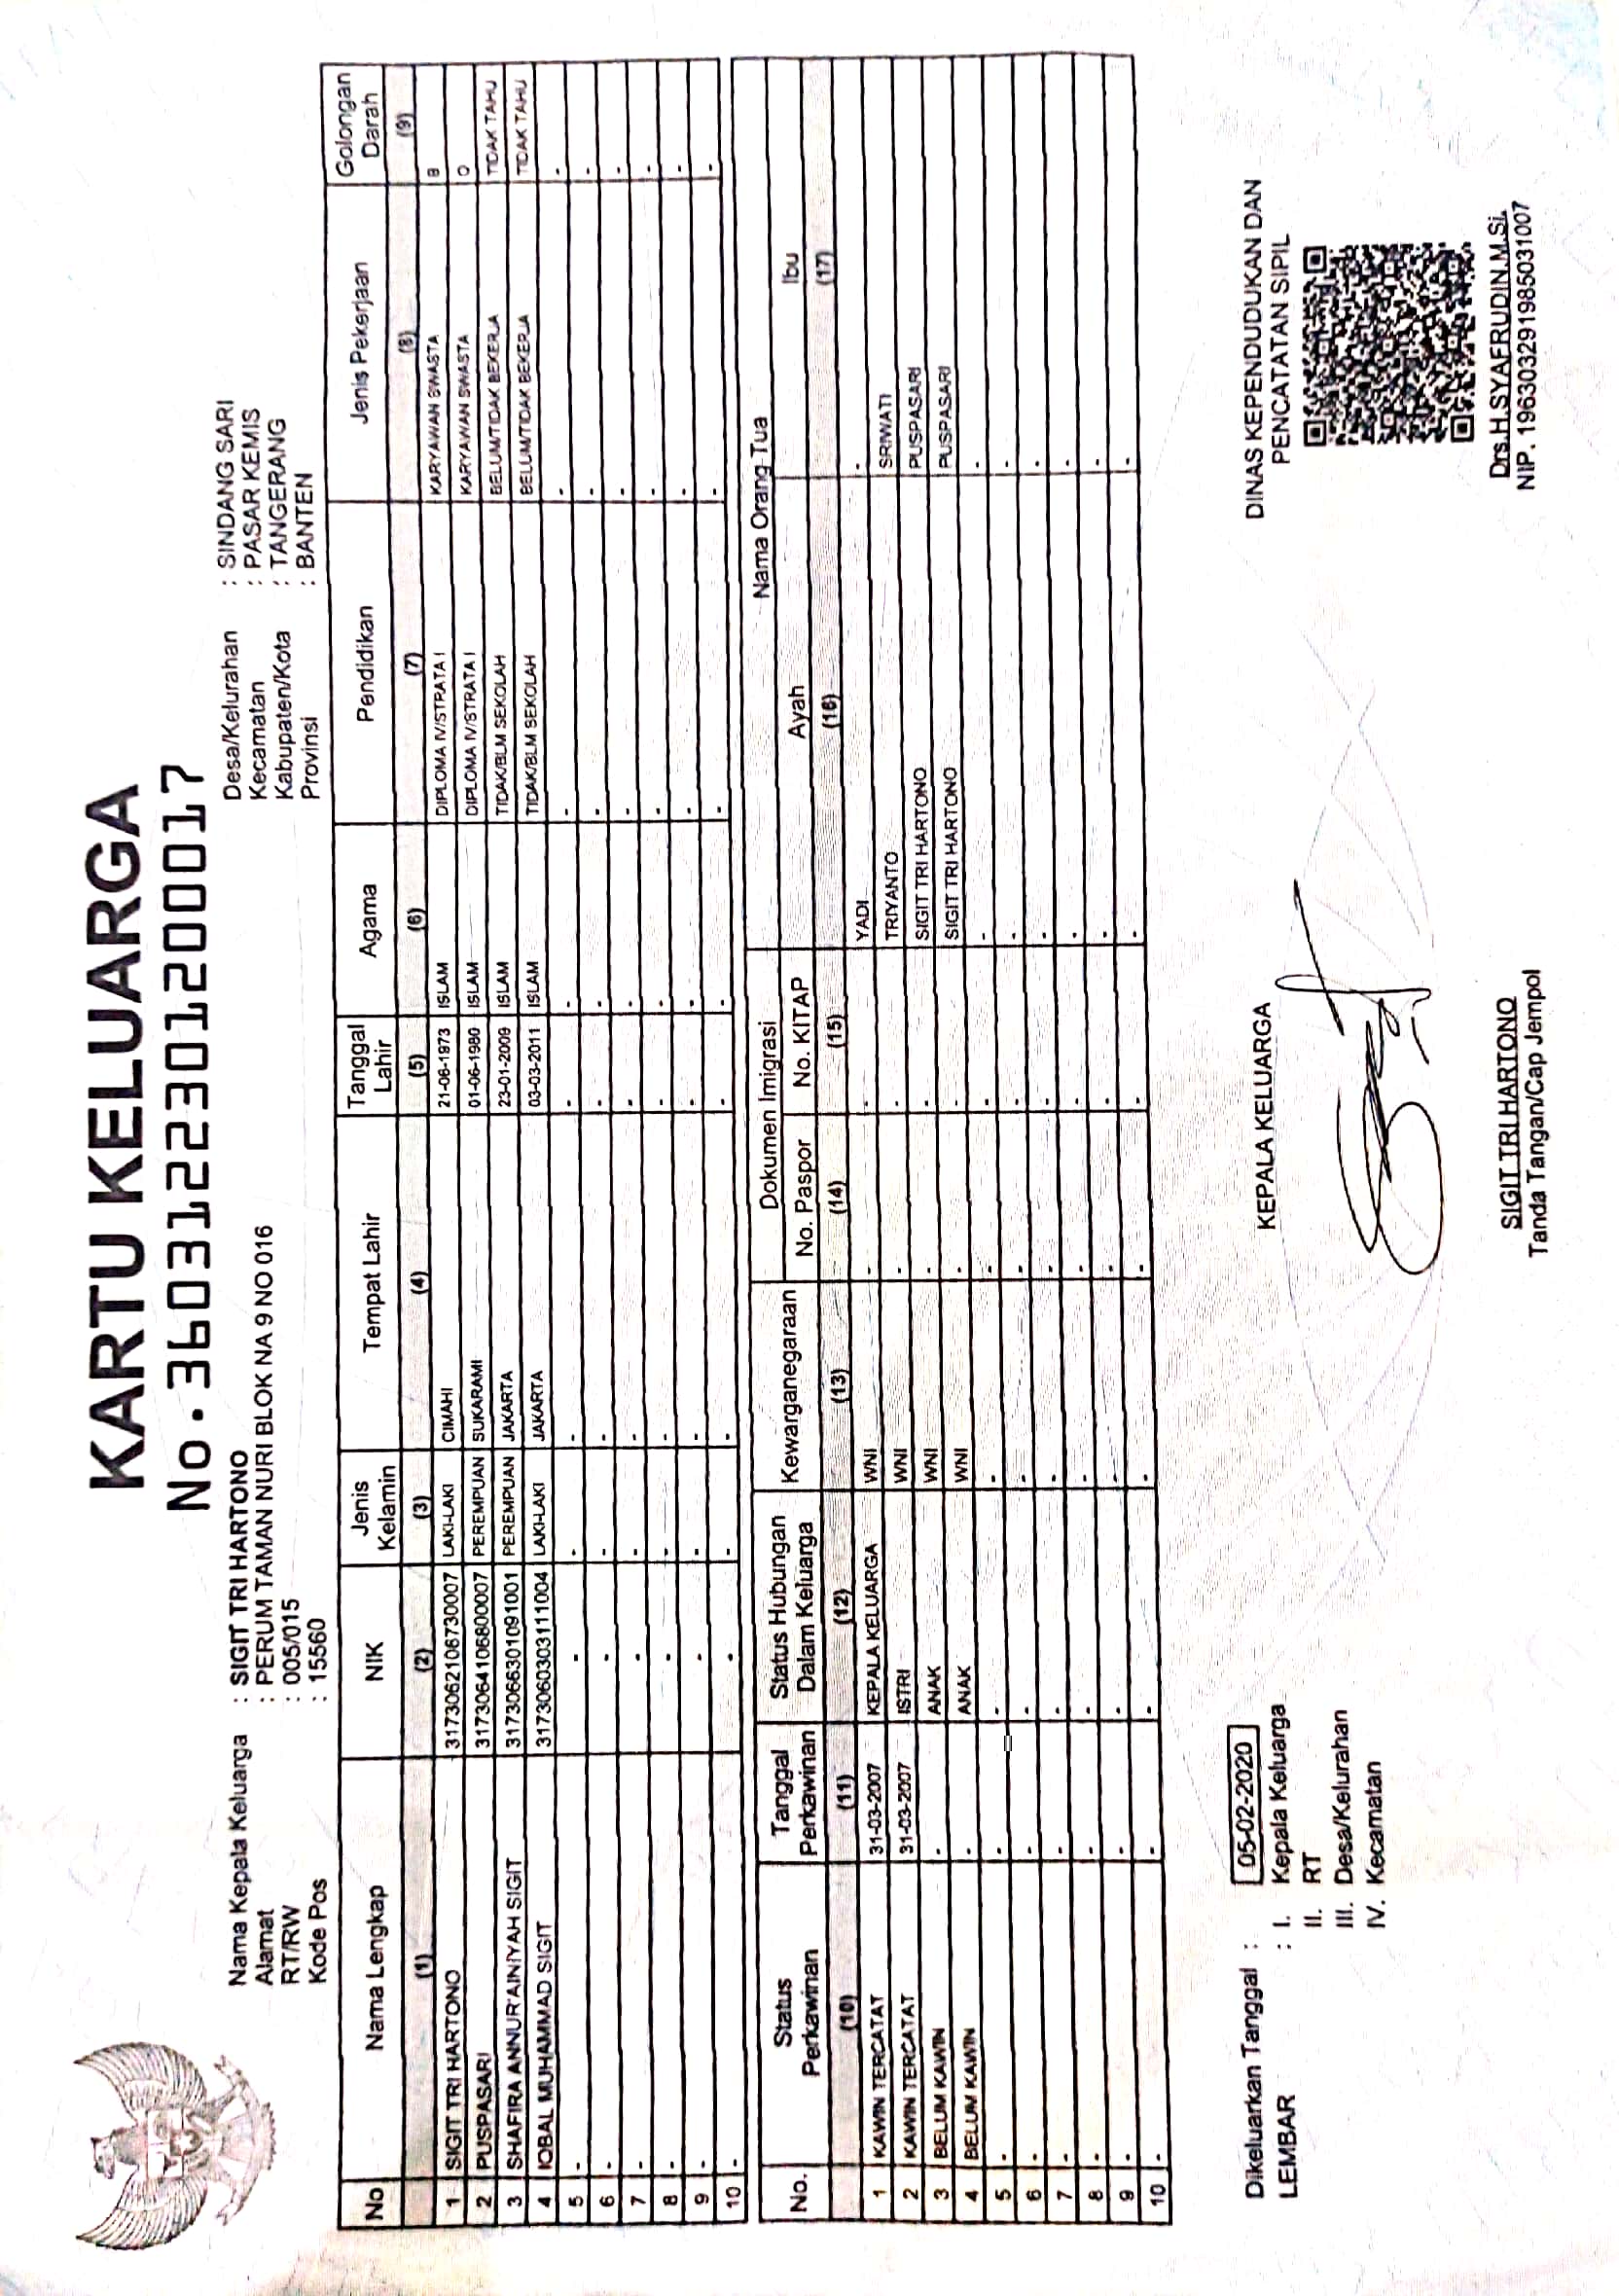 KARTU KELUARGA
No. 3603122301200017
Nama Kepala Keluarga : SIGIT TRI HARTONO
Alamat : PERUM TAMAN NURI BLOK NA 9 NO 016
RT/RW : 005/015
Kode Pos : 15560
Desa/Kelurahan : SINDANG SARI
Kecamatan : PASAR KEMIS
Kabupaten/Kota : TANGERANG
Provinsi : BANTEN
No Nama Lengkap NIK Jenis Kelamin Tempat Lahir Tanggal Lahir Agama Pendidikan Jenis Pekerjaan Golongan Darah
(1) (2) (3) (4) (5) (6) (7) (8) (9)
1 SIGIT TRI HARTONO 3173062106730007 LAKI-LAKI CIMAHI 21-06-1973 ISLAM DIPLOMA IV/STRATA I KARYAWAN SWASTA B
2 PUSPASARI 3173064106800007 PEREMPUAN SUKARAMI 01-06-1980 ISLAM DIPLOMA IV/STRATA I KARYAWAN SWASTA O
3 SHAFIRA ANNUR'AINIYAH SIGIT 3173066301091001 PEREMPUAN JAKARTA 23-01-2009 ISLAM TIDAK/BLM SEKOLAH BELUM/TIDAK BEKERJA TIDAK TAHU
4 IQBAL MUHAMMAD SIGIT 3173060303111004 LAKI-LAKI JAKARTA 03-03-2011 ISLAM TIDAK/BLM SEKOLAH BELUM/TIDAK BEKERJA TIDAK TAHU
5 - - - - - - - - -
6 - - - - - - - - -
7 - - - - - - - - -
8 - - - - - - - - -
9 - - - - - - - - -
10 - - - - - - - - -
No. Status Perkawinan Tanggal Perkawinan Status Hubungan Dalam Keluarga Kewarganegaraan Dokumen Imigrasi Nama Orang Tua
No. Paspor No. KITAP Ayah Ibu
(10) (11) (12) (13) (14) (15) (16) (17)
1 KAWIN TERCATAT 31-03-2007 KEPALA KELUARGA WNI - - YADI -
2 KAWIN TERCATAT 31-03-2007 ISTRI WNI - - TRIYANTO SRIWATI
3 BELUM KAWIN - ANAK WNI - - SIGIT TRI HARTONO PUSPASARI
4 BELUM KAWIN - ANAK WNI - - SIGIT TRI HARTONO PUSPASARI
5 - - - - - - - -
6 - - - - - - - -
7 - - - - - - - -
8 - - - - - - - -
9 - - - - - - - -
10 - - - - - - - -
Dikeluarkan Tanggal : 05-02-2020
LEMBAR : I. Kepala Keluarga
II. RT
III. Desa/Kelurahan
IV. Kecamatan
KEPALA KELUARGA
SIGIT TRI HARTONO
Tanda Tangan/Cap Jempol
DINAS KEPENDUDUKAN DAN
PENCATATAN SIPIL
Drs.H.SYAFRUDIN.M.Si.
NIP. 196303291985031007